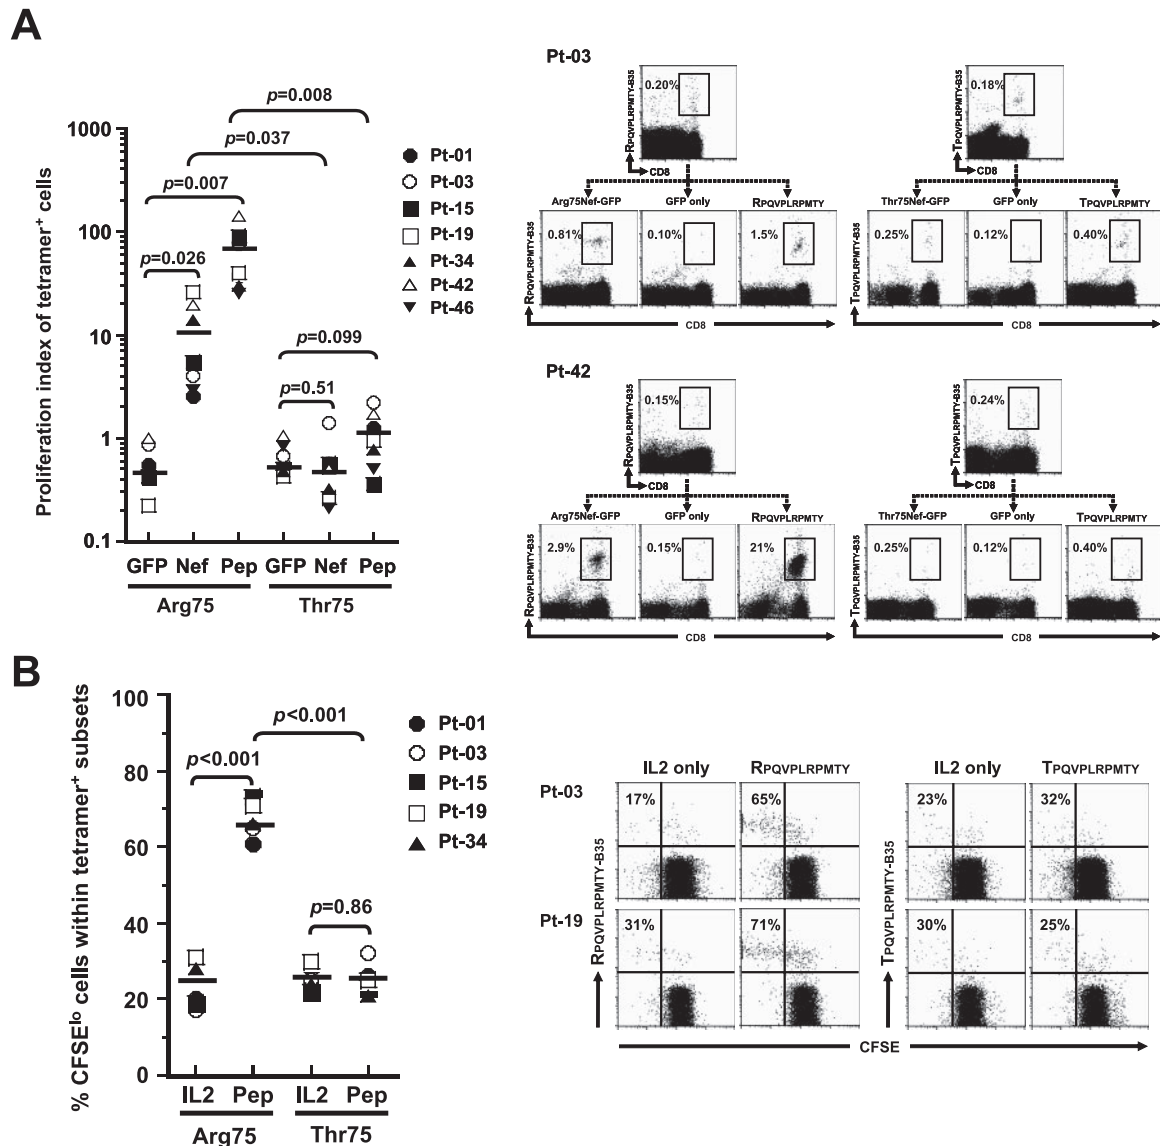 A
Proliferation index of tetramer+ cells
1000
100
10
1
0.1
p=0.008
p=0.037
p=0.007
p=0.026
p=0.099
p=0.51
GFP Nef Pep GFP Nef Pep
Arg75 Thr75
Pt-01
Pt-03
Pt-15
Pt-19
Pt-34
Pt-42
Pt-46
Pt-03
RPQVPLRPMTY-B35
0.20%
CD8
TPQVPLRPMTY-B35
0.18%
CD8
Arg75Nef-GFP GFP only RPQVPLRPMTY
RPQVPLRPMTY-B35
0.81% 0.10% 1.5%
CD8
Thr75Nef-GFP GFP only TPQVPLRPMTY
TPQVPLRPMTY-B35
0.25% 0.12% 0.40%
CD8
Pt-42
RPQVPLRPMTY-B35
0.15%
CD8
TPQVPLRPMTY-B35
0.24%
CD8
Arg75Nef-GFP GFP only RPQVPLRPMTY
RPQVPLRPMTY-B35
2.9% 0.15% 21%
CD8
Thr75Nef-GFP GFP only TPQVPLRPMTY
TPQVPLRPMTY-B35
0.25% 0.12% 0.40%
CD8
B
% CFSElo cells within tetramer+ subsets
100
80
60
40
20
0
p<0.001
p<0.001
p=0.86
IL2 Pep IL2 Pep
Arg75 Thr75
Pt-01
Pt-03
Pt-15
Pt-19
Pt-34
IL2 only RPQVPLRPMTY IL2 only TPQVPLRPMTY
Pt-03
17% 65% 23% 32%
Pt-19
31% 71% 30% 25%
RPQVPLRPMTY-B35
TPQVPLRPMTY-B35
CFSE